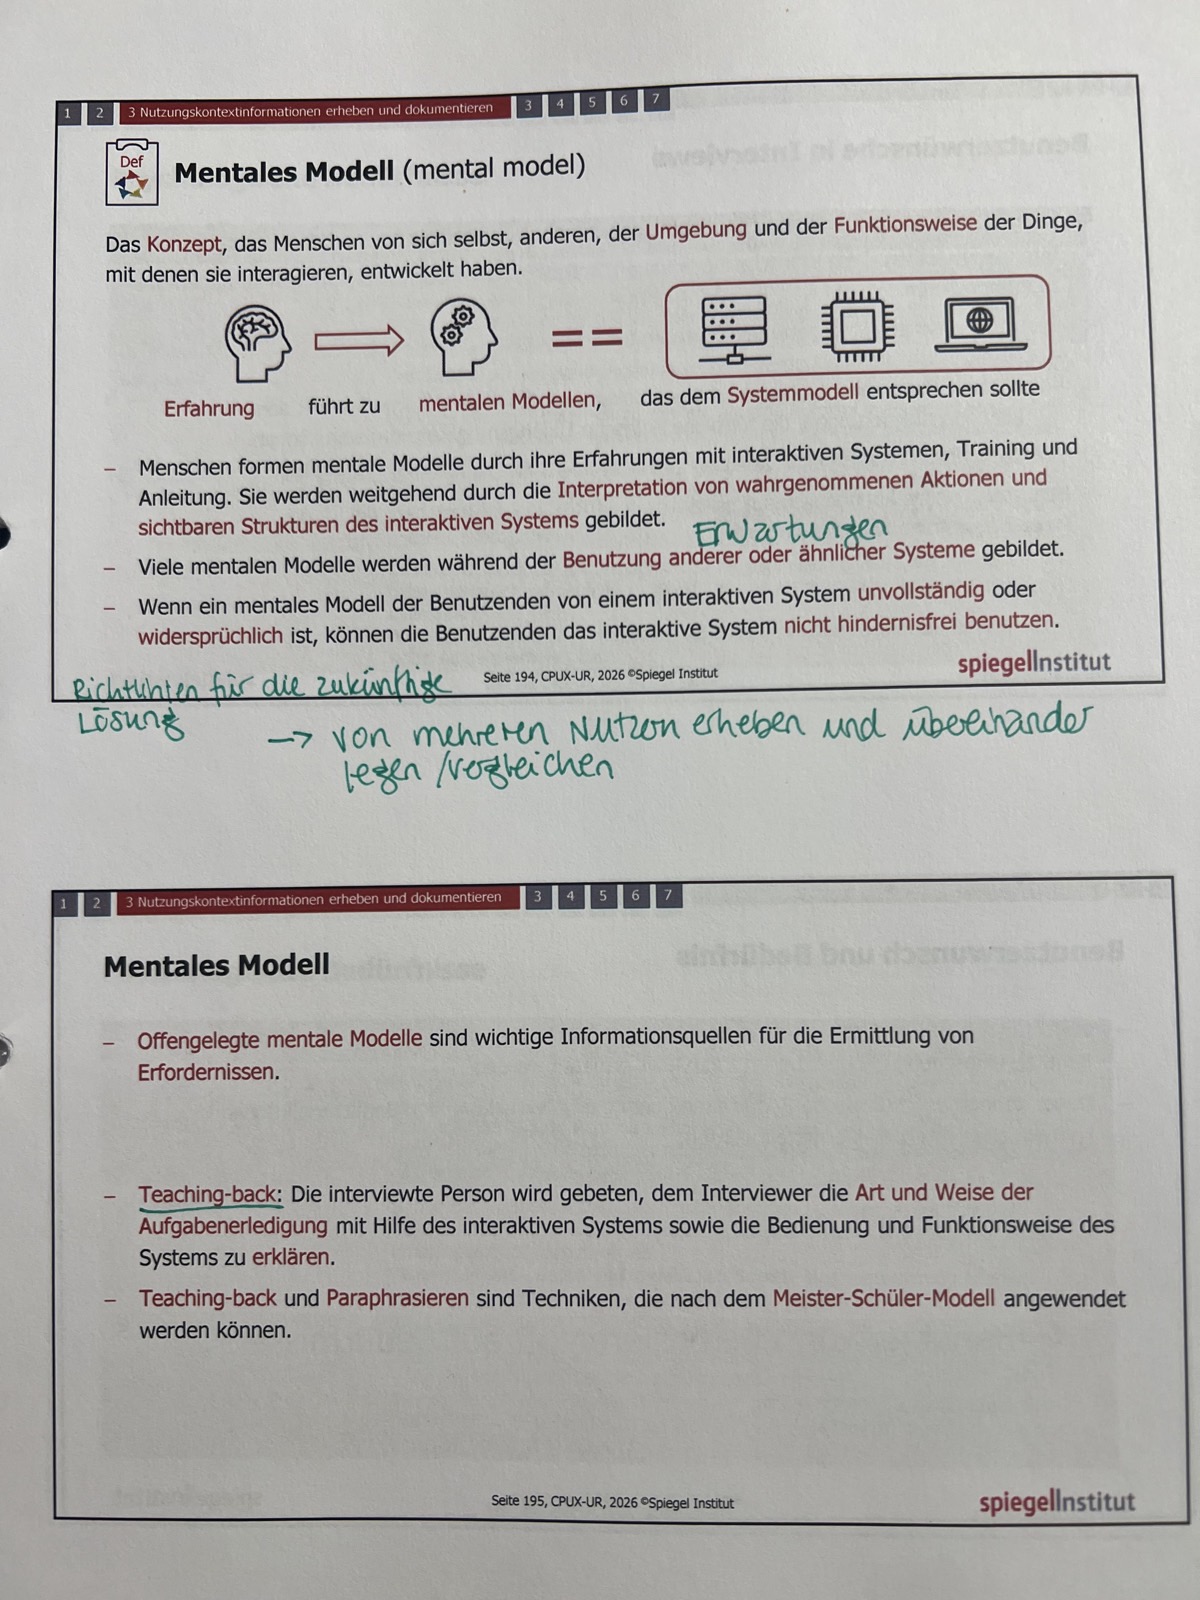 1 2 3 Nutzungskontextinformationen erheben und dokumentieren 3 4 5 6 7
Def
Mentales Modell (mental model)
Das Konzept, das Menschen von sich selbst, anderen, der Umgebung und der Funktionsweise der Dinge,
mit denen sie interagieren, entwickelt haben.
Erfahrung führt zu mentalen Modellen, das dem Systemmodell entsprechen sollte
– Menschen formen mentale Modelle durch ihre Erfahrungen mit interaktiven Systemen, Training und
Anleitung. Sie werden weitgehend durch die Interpretation von wahrgenommenen Aktionen und
sichtbaren Strukturen des interaktiven Systems gebildet.
Erwartungen
– Viele mentalen Modelle werden während der Benutzung anderer oder ähnlicher Systeme gebildet.
– Wenn ein mentales Modell der Benutzenden von einem interaktiven System unvollständig oder
widersprüchlich ist, können die Benutzenden das interaktive System nicht hindernisfrei benutzen.
Seite 194, CPUX-UR, 2026 ©Spiegel Institut
spiegelInstitut
Richtlinien für die zukünftige
Lösung
→ von mehreren Nutzern erheben und übereinander
legen / vergleichen
1 2 3 Nutzungskontextinformationen erheben und dokumentieren 3 4 5 6 7
Mentales Modell
– Offengelegte mentale Modelle sind wichtige Informationsquellen für die Ermittlung von
Erfordernissen.
– Teaching-back: Die interviewte Person wird gebeten, dem Interviewer die Art und Weise der
Aufgabenerledigung mit Hilfe des interaktiven Systems sowie die Bedienung und Funktionsweise des
Systems zu erklären.
– Teaching-back und Paraphrasieren sind Techniken, die nach dem Meister-Schüler-Modell angewendet
werden können.
Seite 195, CPUX-UR, 2026 ©Spiegel Institut
spiegelInstitut